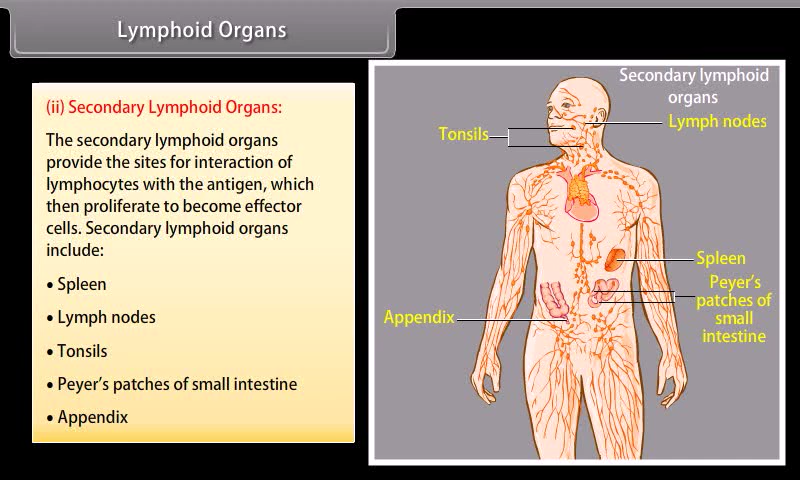 Lymphoid Organs
(ii) Secondary Lymphoid Organs:
The secondary lymphoid organs
provide the sites for interaction of
lymphocytes with the antigen, which
then proliferate to become effector
cells. Secondary lymphoid organs
include:
• Spleen
• Lymph nodes
• Tonsils
• Peyer's patches of small intestine
• Appendix
Secondary lymphoid
organs
Lymph nodes
Tonsils
Spleen
Peyer's
patches of
small
intestine
Appendix